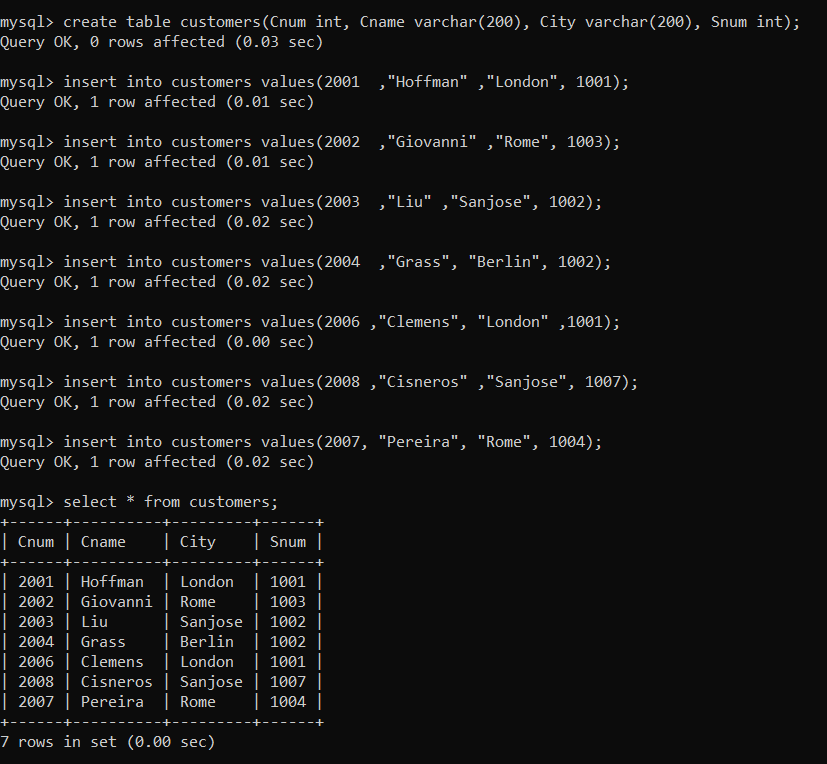 mysql> create table customers(Cnum int, Cname varchar(200), City varchar(200), Snum int);
Query OK, 0 rows affected (0.03 sec)
mysql> insert into customers values(2001  ,"Hoffman" ,"London", 1001);
Query OK, 1 row affected (0.01 sec)
mysql> insert into customers values(2002  ,"Giovanni" ,"Rome", 1003);
Query OK, 1 row affected (0.01 sec)
mysql> insert into customers values(2003  ,"Liu" ,"Sanjose", 1002);
Query OK, 1 row affected (0.02 sec)
mysql> insert into customers values(2004  ,"Grass", "Berlin", 1002);
Query OK, 1 row affected (0.02 sec)
mysql> insert into customers values(2006 ,"Clemens", "London" ,1001);
Query OK, 1 row affected (0.00 sec)
mysql> insert into customers values(2008 ,"Cisneros" ,"Sanjose", 1007);
Query OK, 1 row affected (0.02 sec)
mysql> insert into customers values(2007, "Pereira", "Rome", 1004);
Query OK, 1 row affected (0.02 sec)
mysql> select * from customers;
+------+----------+---------+------+
| Cnum | Cname    | City    | Snum |
+------+----------+---------+------+
| 2001 | Hoffman  | London  | 1001 |
| 2002 | Giovanni | Rome    | 1003 |
| 2003 | Liu      | Sanjose | 1002 |
| 2004 | Grass    | Berlin  | 1002 |
| 2006 | Clemens  | London  | 1001 |
| 2008 | Cisneros | Sanjose | 1007 |
| 2007 | Pereira  | Rome    | 1004 |
+------+----------+---------+------+
7 rows in set (0.00 sec)